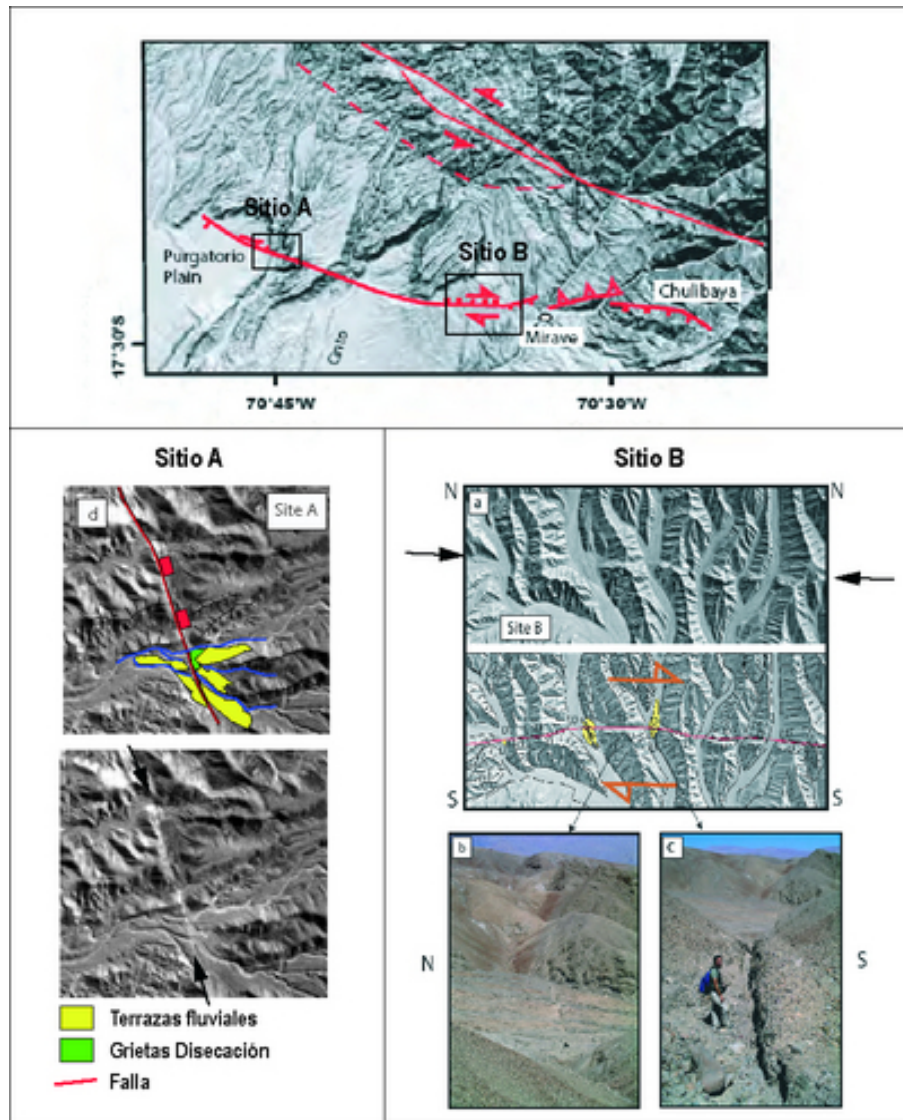 Sitio A
Sitio B
Purgatorio
Plain
Chulibaya
Mirave
17°30'S
70°45'W
70°30'W
Sitio A
d
Site A
Terrazas fluviales
Grietas Disecación
Falla
Sitio B
N
N
a
Site B
S
S
b
C
N
S